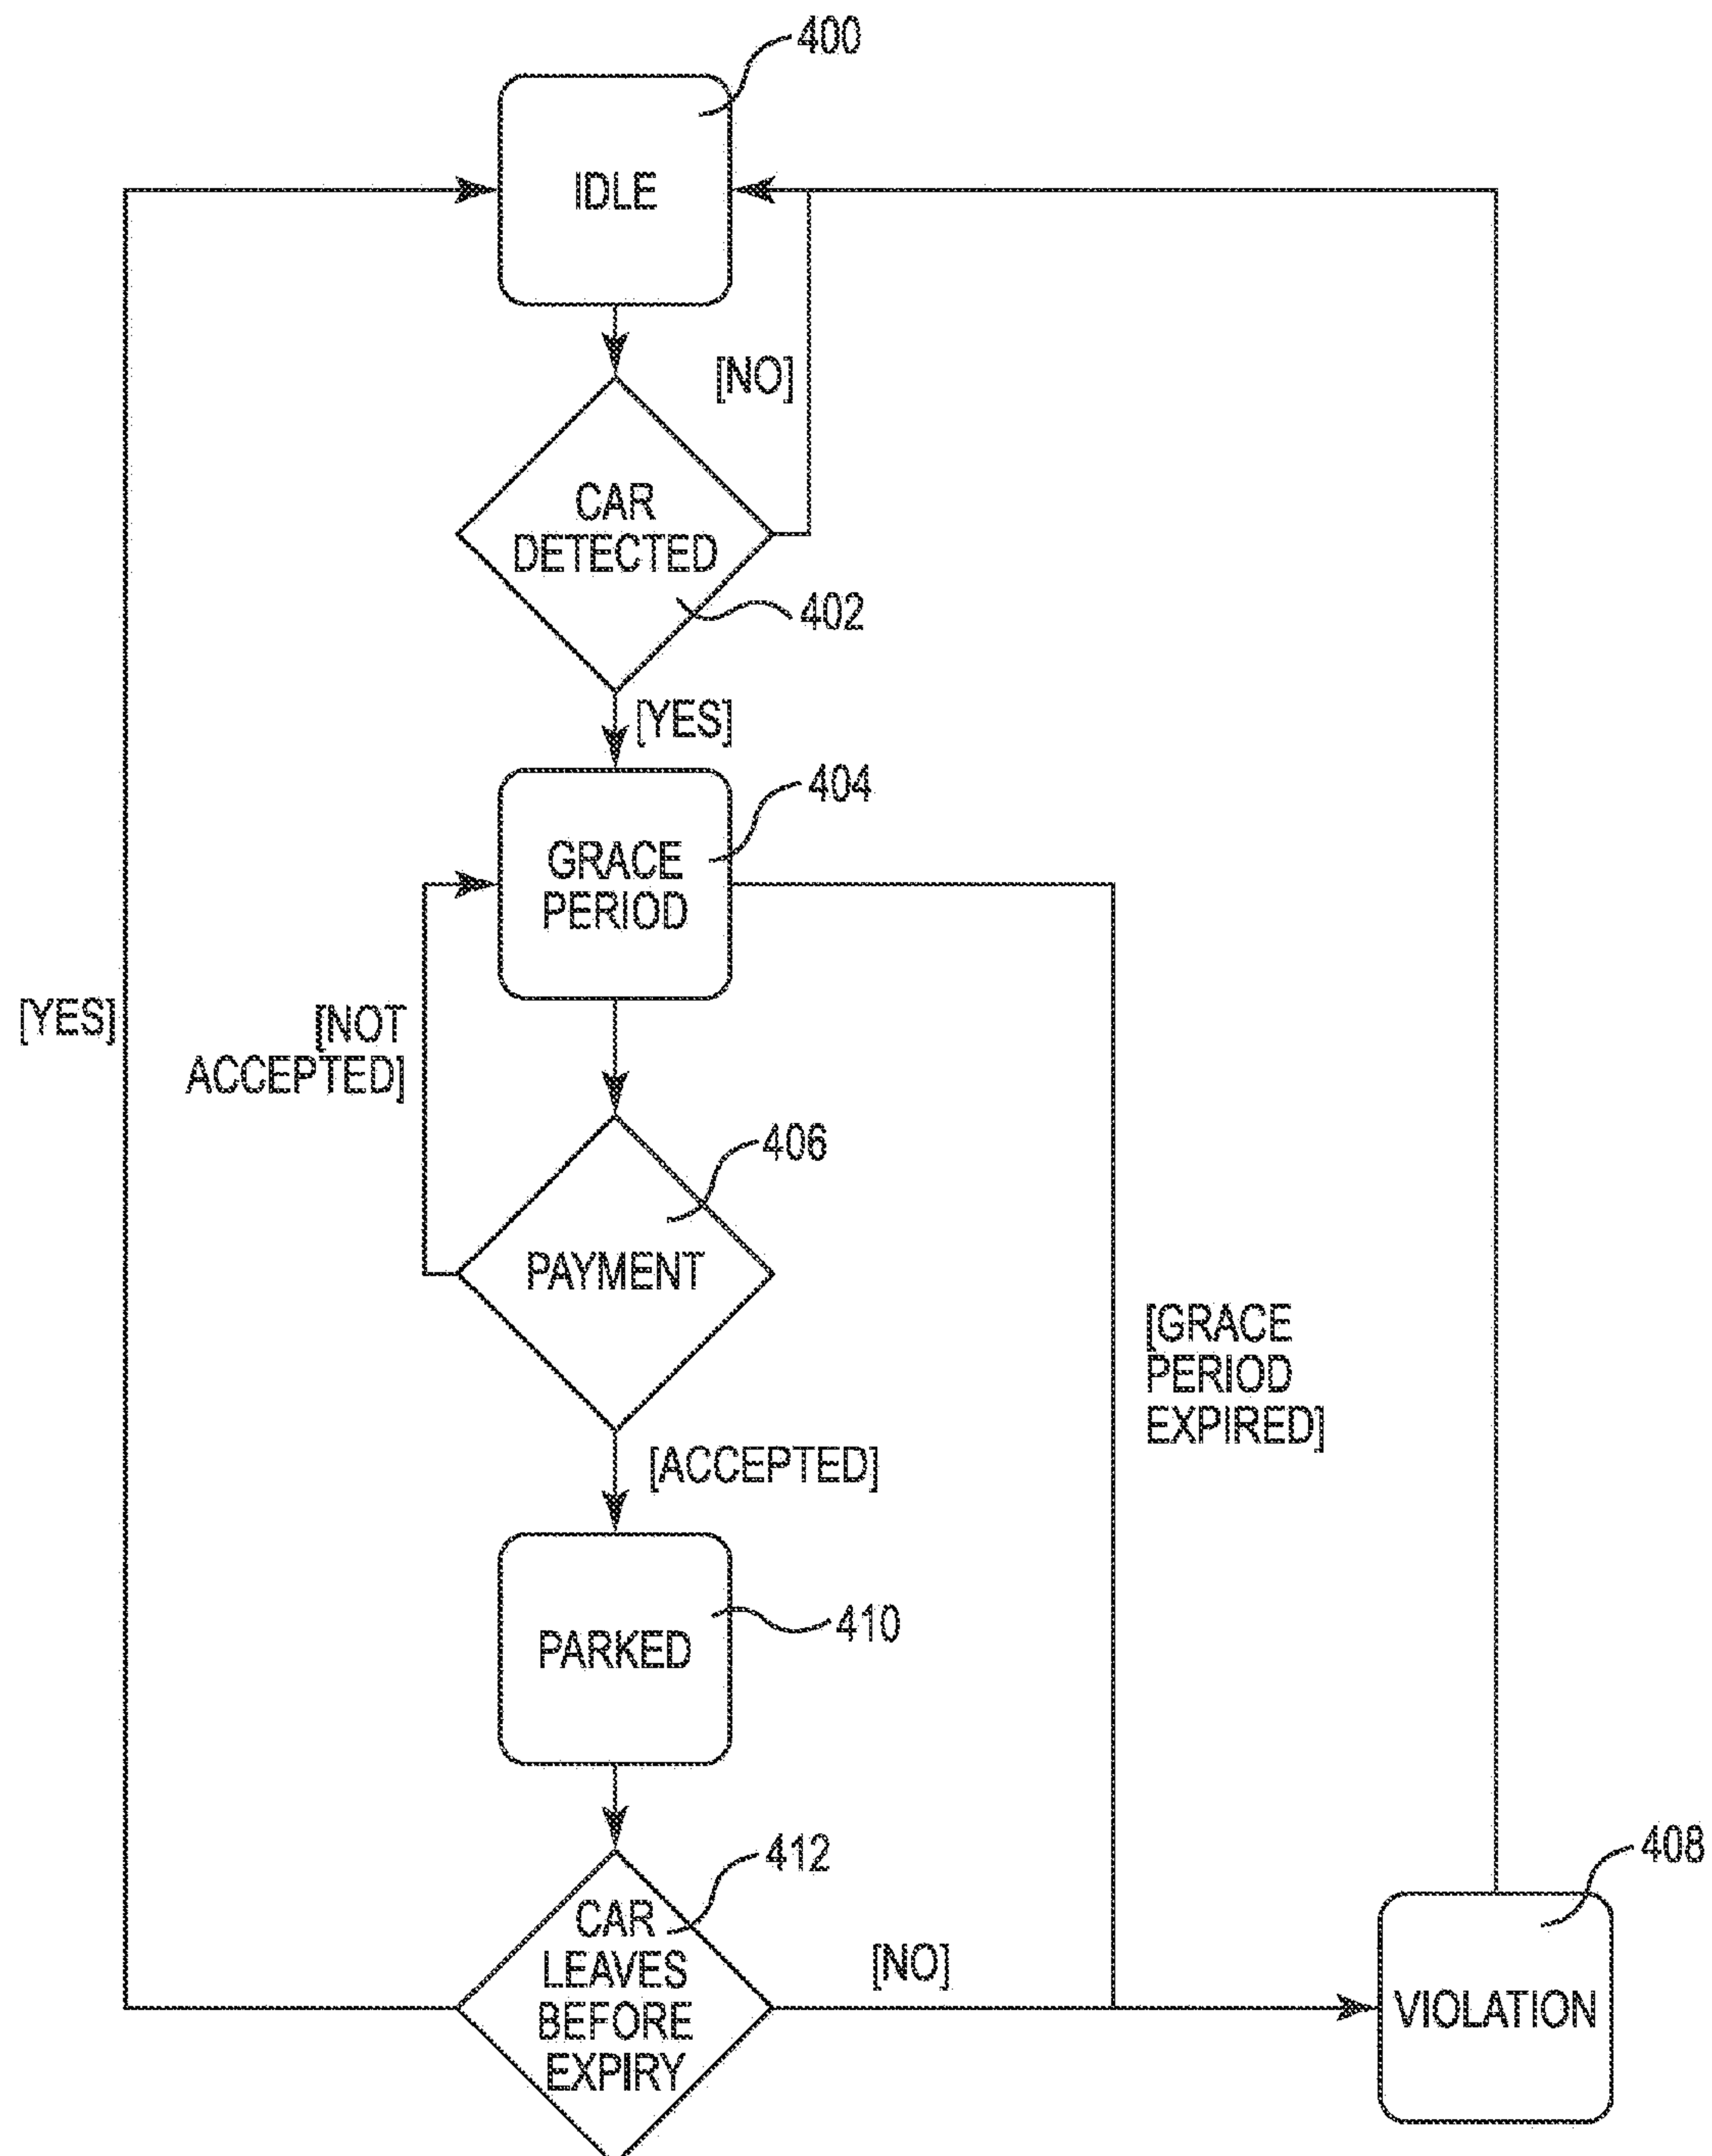 400
IDLE
[NO]
CAR
DETECTED
402
[YES]
404
GRACE
PERIOD
[YES]
[NOT
ACCEPTED]
406
PAYMENT
[GRACE
PERIOD
EXPIRED]
[ACCEPTED]
410
PARKED
412
408
CAR
LEAVES
BEFORE
EXPIRY
[NO]
VIOLATION